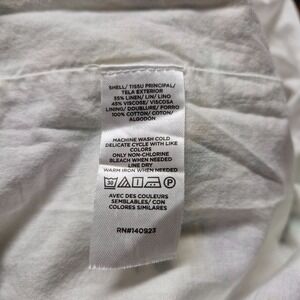 SHELL/ TISSU PRINCIPAL/
TELA EXTERIOR
55% LINEN/ LIN/ LINO
45% VISCOSE/ VISCOSA
LINING/ DOUBLURE/ FORRO
100% COTTON/ COTON/
ALGODÓN
MACHINE WASH COLD
DELICATE CYCLE WITH LIKE
COLORS
ONLY NON-CHLORINE
BLEACH WHEN NEEDED
LINE DRY
WARM IRON WHEN NEEDED
30 P
AVEC DES COULEURS
SEMBLABLES/ CON
COLORES SIMILARES
RN#140923